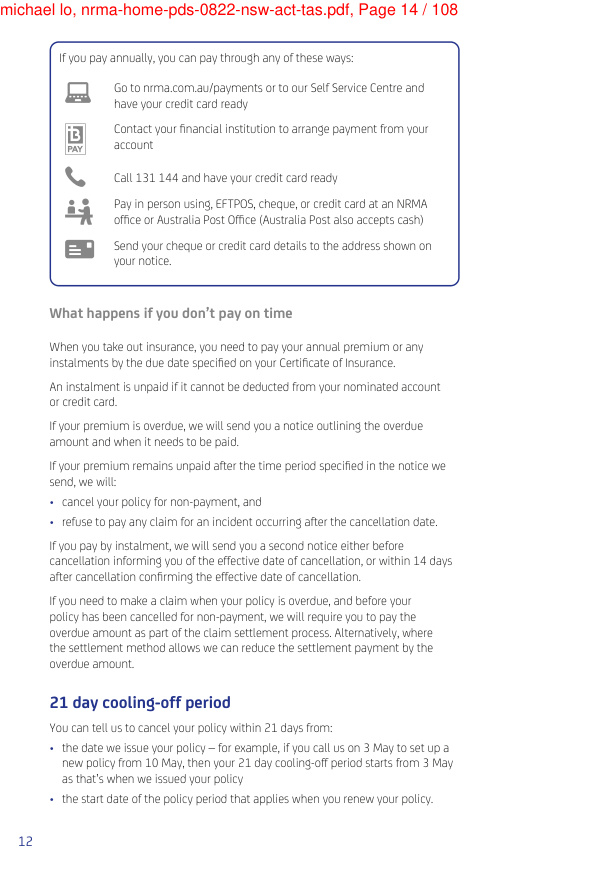 michael lo, nrma-home-pds-0822-nsw-act-tas.pdf, Page 14 / 108
If you pay annually, you can pay through any of these ways:
Go to nrma.com.au/payments or to our Self Service Centre and
have your credit card ready
B
PAY
Contact your financial institution to arrange payment from your
account
Call 131 144 and have your credit card ready
Pay in person using, EFTPOS, cheque, or credit card at an NRMA
office or Australia Post Office (Australia Post also accepts cash)
Send your cheque or credit card details to the address shown on
your notice.
What happens if you don't pay on time
When you take out insurance, you need to pay your annual premium or any
instalments by the due date specified on your Certificate of Insurance.
An instalment is unpaid if it cannot be deducted from your nominated account
or credit card.
If your premium is overdue, we will send you a notice outlining the overdue
amount and when it needs to be paid.
If your premium remains unpaid after the time period specified in the notice we
send, we will:
• cancel your policy for non-payment, and
• refuse to pay any claim for an incident occurring after the cancellation date.
If you pay by instalment, we will send you a second notice either before
cancellation informing you of the effective date of cancellation, or within 14 days
after cancellation confirming the effective date of cancellation.
If you need to make a claim when your policy is overdue, and before your
policy has been cancelled for non-payment, we will require you to pay the
overdue amount as part of the claim settlement process. Alternatively, where
the settlement method allows we can reduce the settlement payment by the
overdue amount.
21 day cooling-off period
You can tell us to cancel your policy within 21 days from:
• the date we issue your policy – for example, if you call us on 3 May to set up a
new policy from 10 May, then your 21 day cooling-off period starts from 3 May
as that's when we issued your policy
• the start date of the policy period that applies when you renew your policy.
12